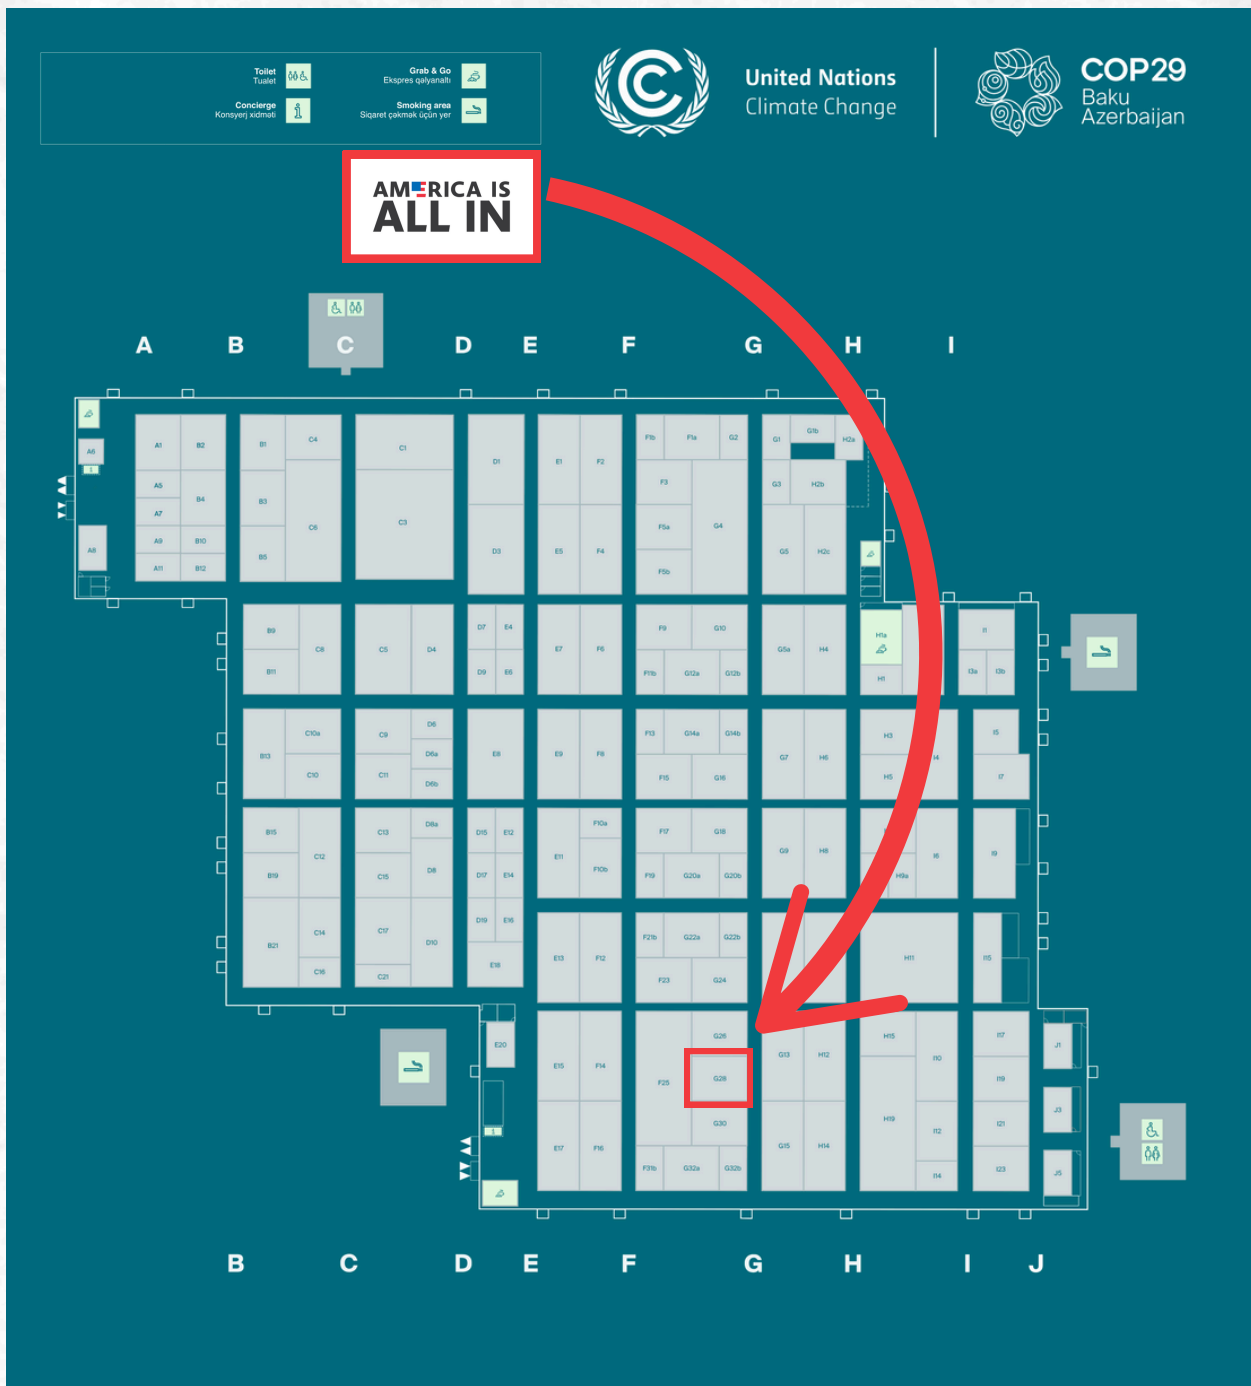 Toilet
Tualet
Grab & Go
Ekspres qəlyanaltı
Concierge
Konsyerj xidməti
Smoking area
Siqaret çəkmək üçün yer
United Nations
Climate Change
COP29
Baku
Azerbaijan
AMERICA IS
ALL IN
A B C D E F G H I
A1 B2 B1 C4 C1 D1 E1 F2 F1b F1a G2 G1 G1b H2a
A6 A5 B4 B3 C6 C3 F3 G4 G3 H2b
A7
A8 A9 B10 B5 D3 E5 F4 F5a G5 H2c
A11 B12 F5b
B9 C8 C5 D4 D7 E4 E7 F6 F9 G10 G5a H4 H1a I1
B11 D9 E6 F11b G12a G12b H1 I3a I3b
B13 C10a C9 D6 E8 E9 F8 F13 G14a G14b G7 H6 H3 I4 I5
C10 C11 D6a F15 G16 H5 I7
D6b
B15 C12 C13 D8a D15 E12 E11 F10a F17 G18 G9 H8 I6 I9
B19 C15 D8 D17 E14 F10b F19 G20a G20b H9a
B21 C14 C17 D10 D19 E16 E13 F12 F21b G22a G22b H11 I15
C16 C21 E18 F23 G24
E20 E15 F14 F25 G26 G13 H12 H15 I10 I17 J1
G28 I19
E17 F16 G30 G15 H14 H19 I12 I21 J3
F31b G32a G32b I14 I23 J5
B C D E F G H I J